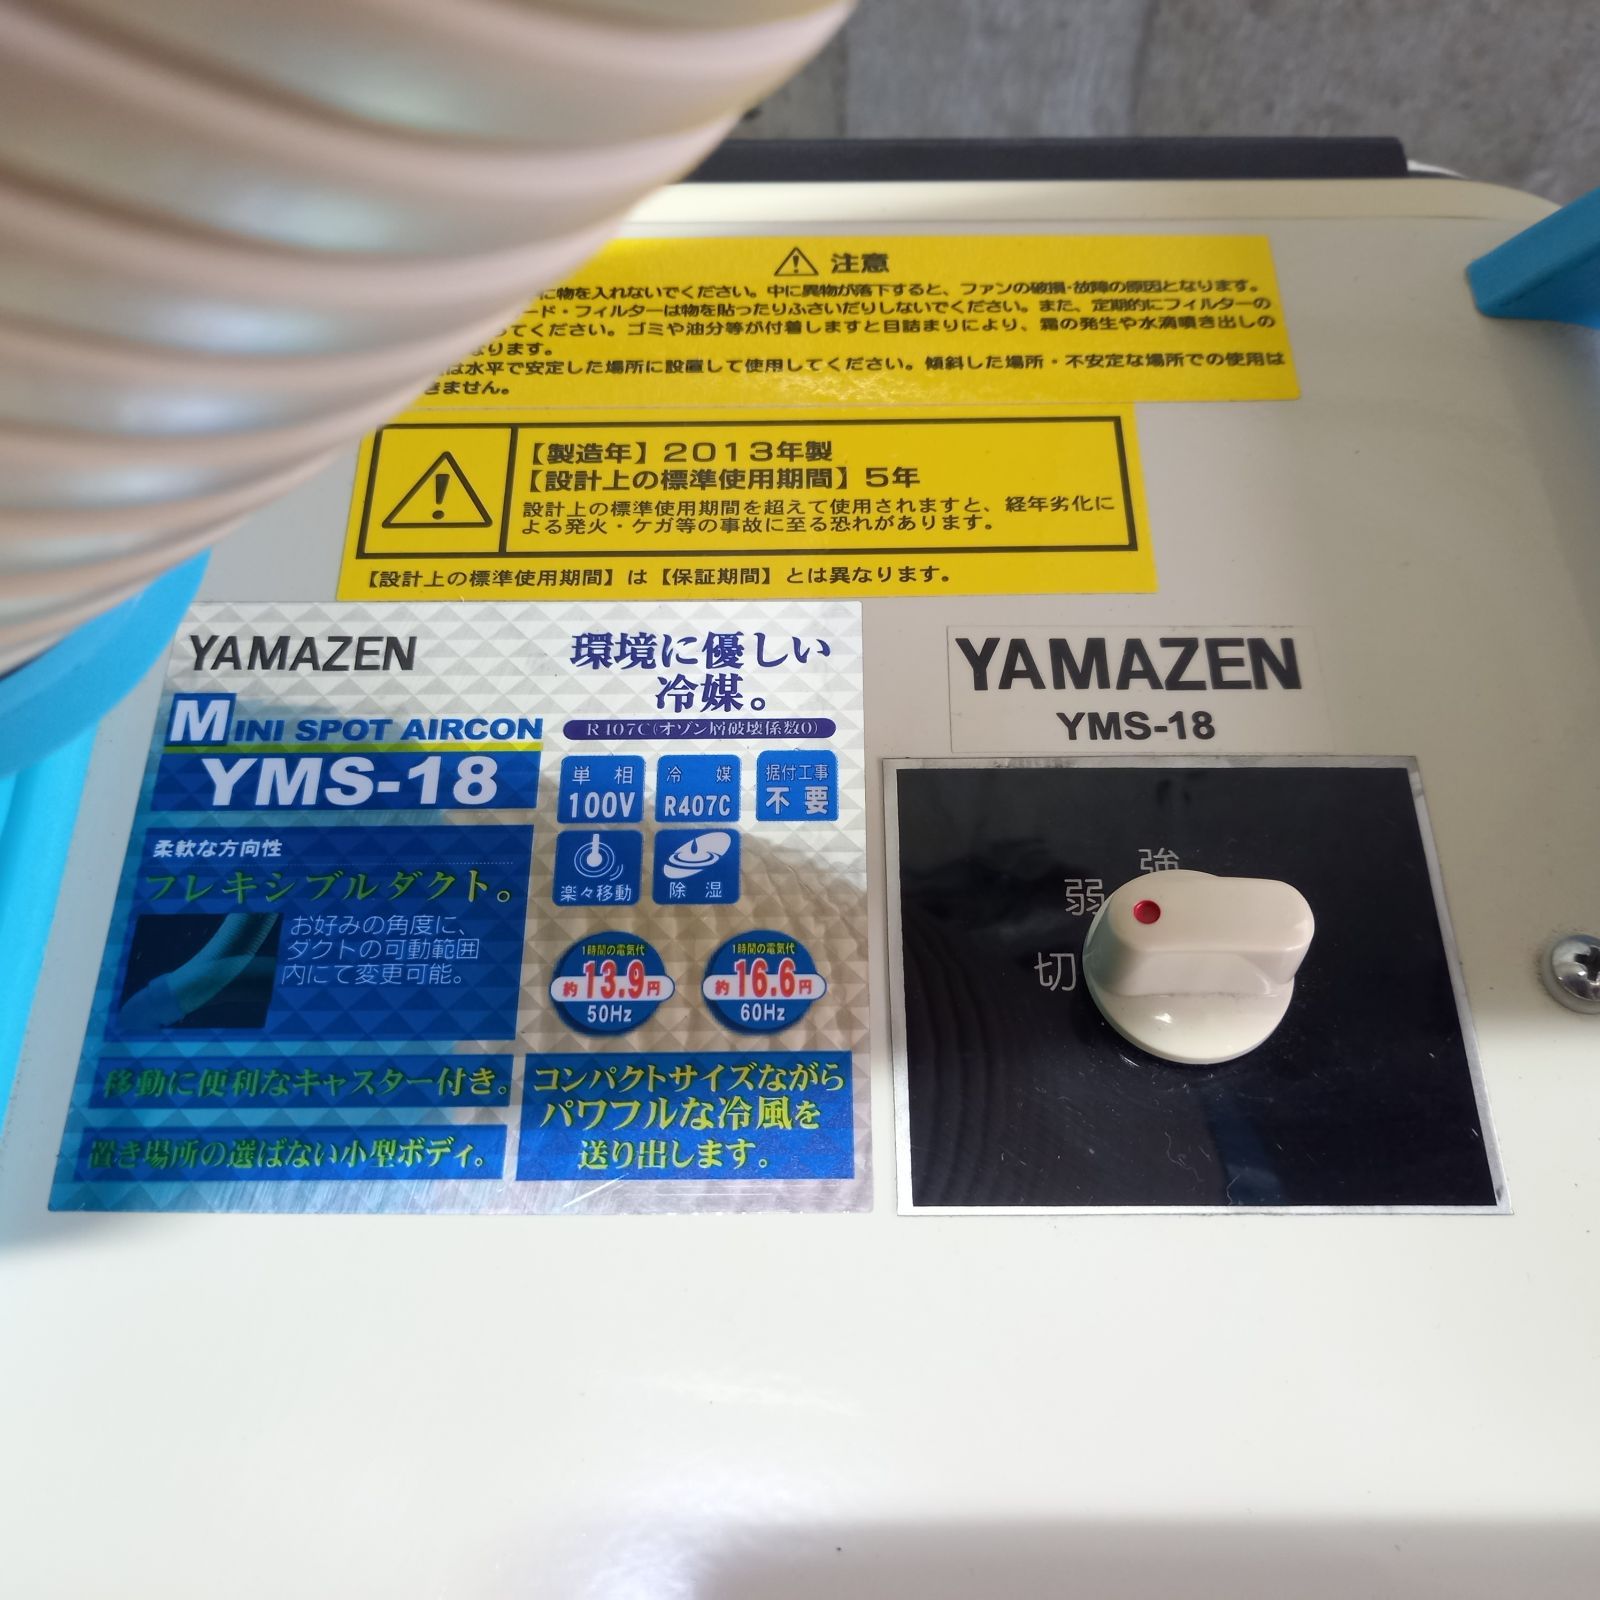 注意
に物を入れないでください。中に異物が落下すると、ファンの破損・故障の原因となります。
ード・フィルターは物を貼ったりふさいだりしないでください。また、定期的にフィルターの
ってください。ゴミや油分等が付着しますと目詰まりにより、霜の発生や水滴噴き出しの
なります。
は水平で安定した場所に設置して使用してください。傾斜した場所・不安定な場所での使用は
きません。
【製造年】2013年製
【設計上の標準使用期間】5年
設計上の標準使用期間を超えて使用されますと、経年劣化に
よる発火・ケガ等の事故に至る恐れがあります。
【設計上の標準使用期間】は【保証期間】とは異なります。
YAMAZEN
MINI SPOT AIRCON
YMS-18
環境に優しい
冷媒。
R407C(オゾン層破壊係数0)
単相
100V
冷媒
R407C
据付工事
不要
楽々移動
除湿
柔軟な方向性
フレキシブルダクト。
お好みの角度に、
ダクトの可動範囲
内にて変更可能。
1時間の電気代
約13.9円
50Hz
1時間の電気代
約16.6円
60Hz
移動に便利なキャスター付き。
置き場所の選ばない小型ボディ。
コンパクトサイズながら
パワフルな冷風を
送り出します。
YAMAZEN
YMS-18
強
弱
切